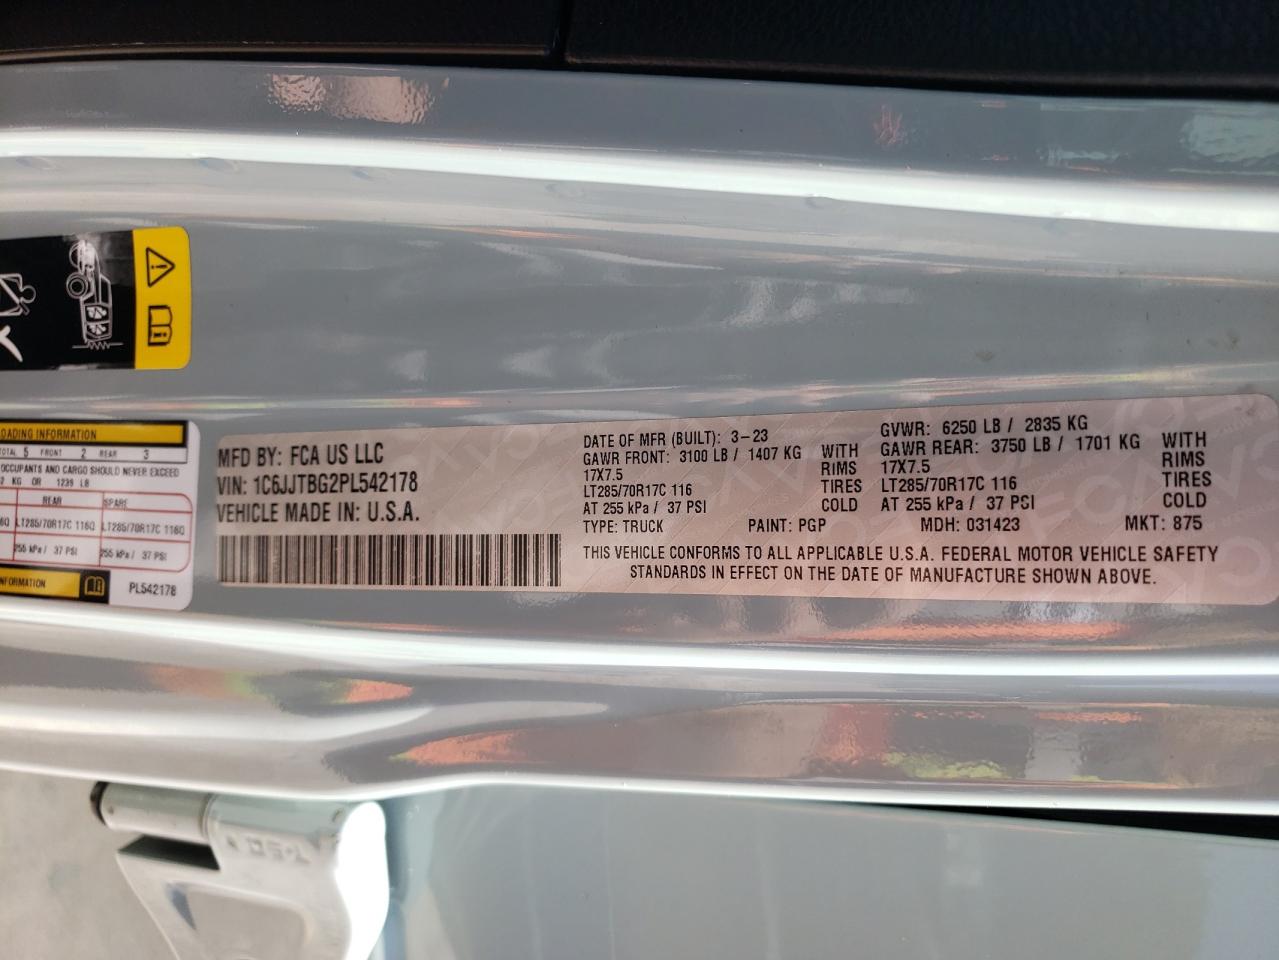 LOADING INFORMATION
TOTAL 5 FRONT 2 REAR 3
OCCUPANTS AND CARGO SHOULD NEVER EXCEED
KG OR 1239 LB
REAR SPARE
LT285/70R17C 116Q LT285/70R17C 116Q
255 kPa / 37 PSI 255 kPa / 37 PSI
INFORMATION
PL542178
MFD BY: FCA US LLC
VIN: 1C6JJTBG2PL542178
VEHICLE MADE IN: U.S.A.
DATE OF MFR (BUILT): 3-23
GAWR FRONT: 3100 LB / 1407 KG WITH
17X7.5 RIMS
LT285/70R17C 116 TIRES
AT 255 kPa / 37 PSI COLD
GVWR: 6250 LB / 2835 KG
GAWR REAR: 3750 LB / 1701 KG WITH
17X7.5 RIMS
LT285/70R17C 116 TIRES
AT 255 kPa / 37 PSI COLD
TYPE: TRUCK PAINT: PGP MDH: 031423 MKT: 875
THIS VEHICLE CONFORMS TO ALL APPLICABLE U.S.A. FEDERAL MOTOR VEHICLE SAFETY
STANDARDS IN EFFECT ON THE DATE OF MANUFACTURE SHOWN ABOVE.
T-50